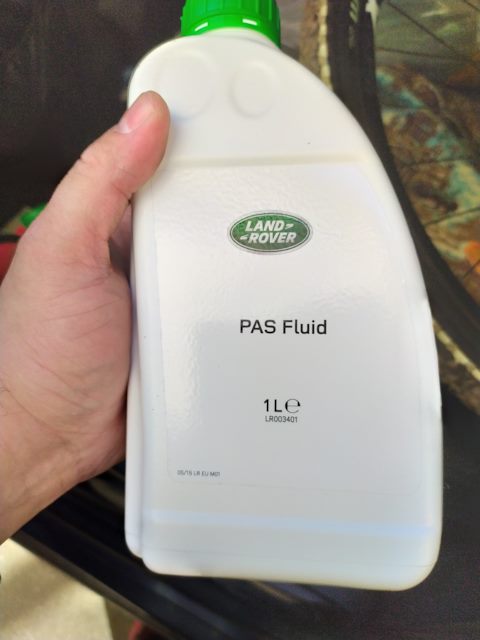 LAND-
-ROVER
PAS Fluid
1L℮
LR003401
05/15 LR EU M01